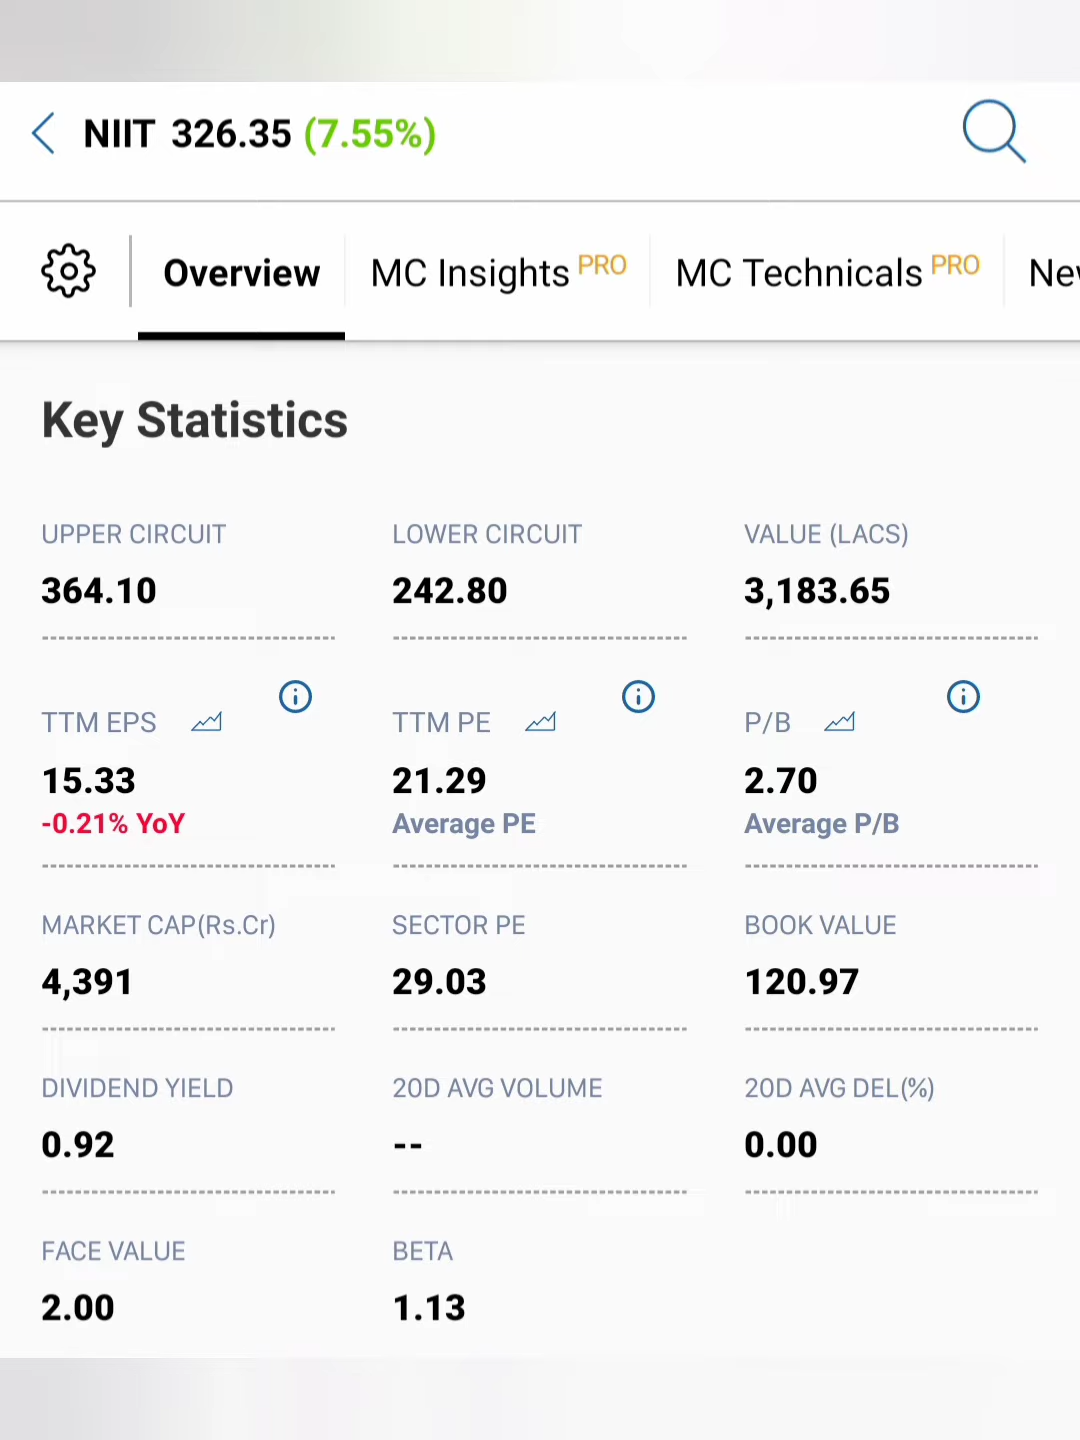 NIIT 326.35 (7.55%)
Overview MC Insights PRO MC Technicals PRO Nev
Key Statistics
UPPER CIRCUIT LOWER CIRCUIT VALUE (LACS)
364.10 242.80 3,183.65
TTM EPS TTM PE P/B
15.33 21.29 2.70
-0.21% YoY Average PE Average P/B
MARKET CAP(Rs.Cr) SECTOR PE BOOK VALUE
4,391 29.03 120.97
DIVIDEND YIELD 20D AVG VOLUME 20D AVG DEL(%)
0.92 -- 0.00
FACE VALUE BETA
2.00 1.13